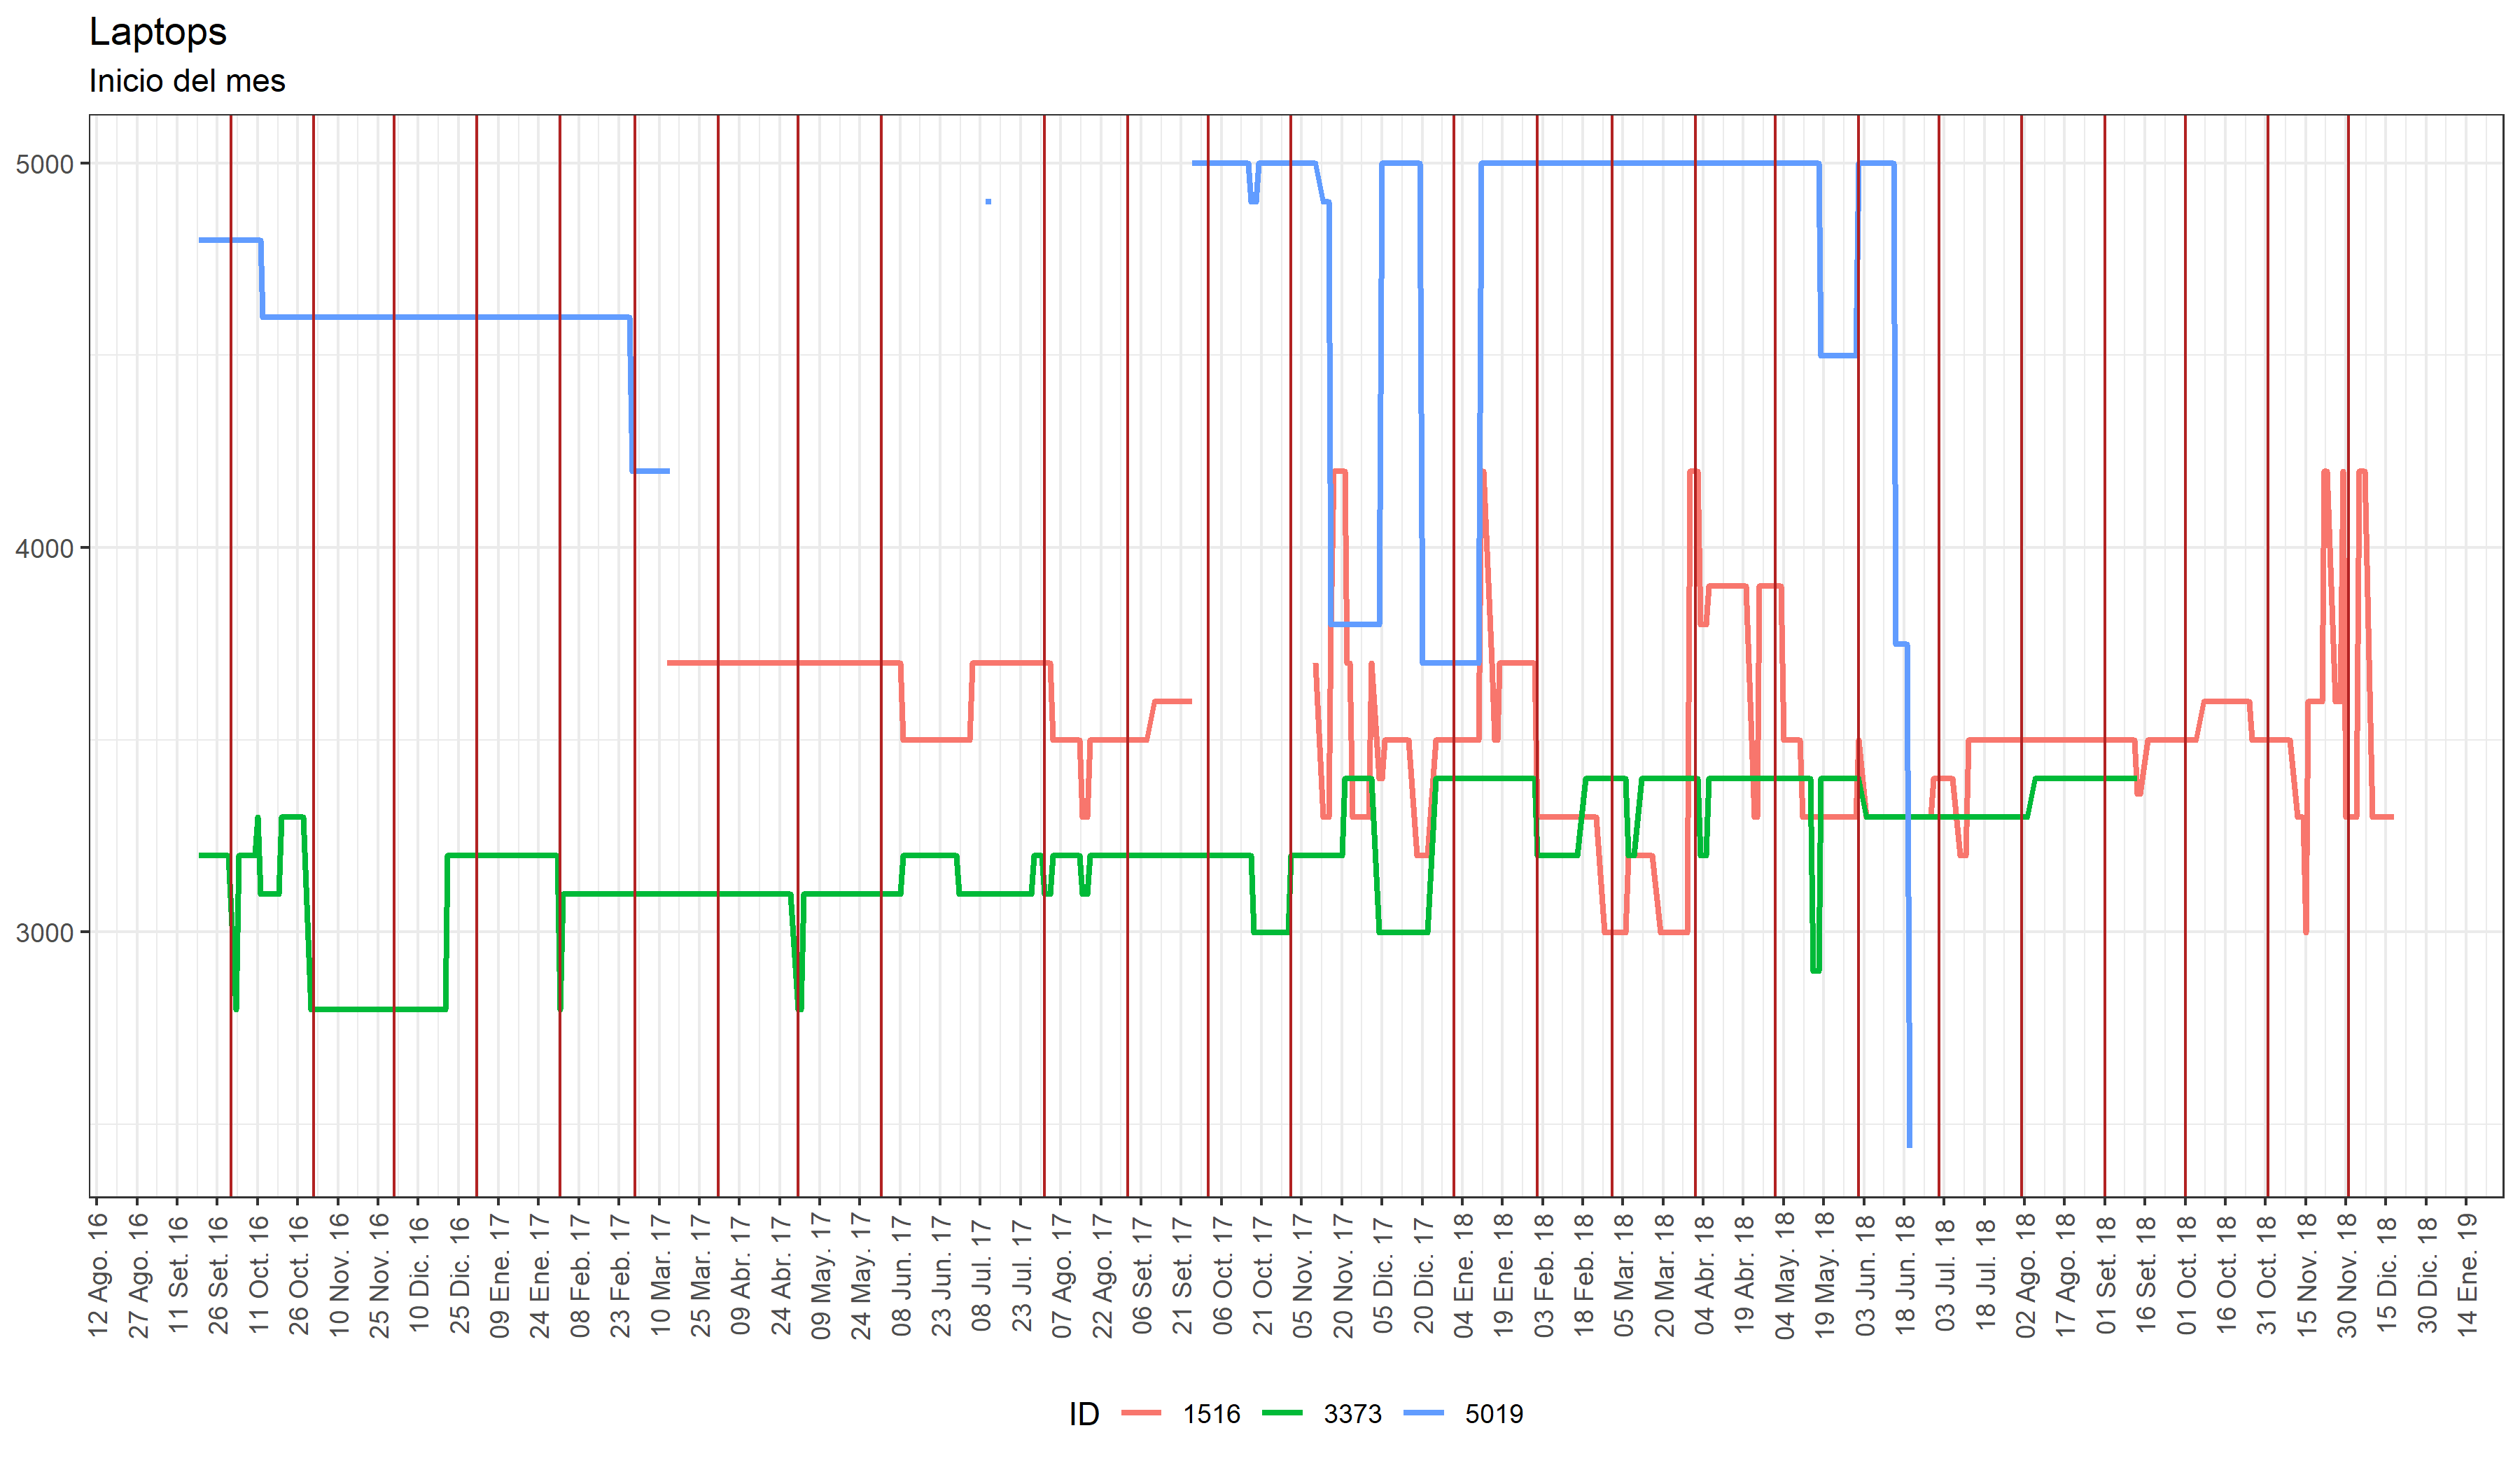 Laptops
Inicio del mes
5000
4000
3000
12 Ago. 16
27 Ago. 16
11 Set. 16
26 Set. 16
11 Oct. 16
26 Oct. 16
10 Nov. 16
25 Nov. 16
10 Dic. 16
25 Dic. 16
09 Ene. 17
24 Ene. 17
08 Feb. 17
23 Feb. 17
10 Mar. 17
25 Mar. 17
09 Abr. 17
24 Abr. 17
09 May. 17
24 May. 17
08 Jun. 17
23 Jun. 17
08 Jul. 17
23 Jul. 17
07 Ago. 17
22 Ago. 17
06 Set. 17
21 Set. 17
06 Oct. 17
21 Oct. 17
05 Nov. 17
20 Nov. 17
05 Dic. 17
20 Dic. 17
04 Ene. 18
19 Ene. 18
03 Feb. 18
18 Feb. 18
05 Mar. 18
20 Mar. 18
04 Abr. 18
19 Abr. 18
04 May. 18
19 May. 18
03 Jun. 18
18 Jun. 18
03 Jul. 18
18 Jul. 18
02 Ago. 18
17 Ago. 18
01 Set. 18
16 Set. 18
01 Oct. 18
16 Oct. 18
31 Oct. 18
15 Nov. 18
30 Nov. 18
15 Dic. 18
30 Dic. 18
14 Ene. 19
ID 1516 3373 5019